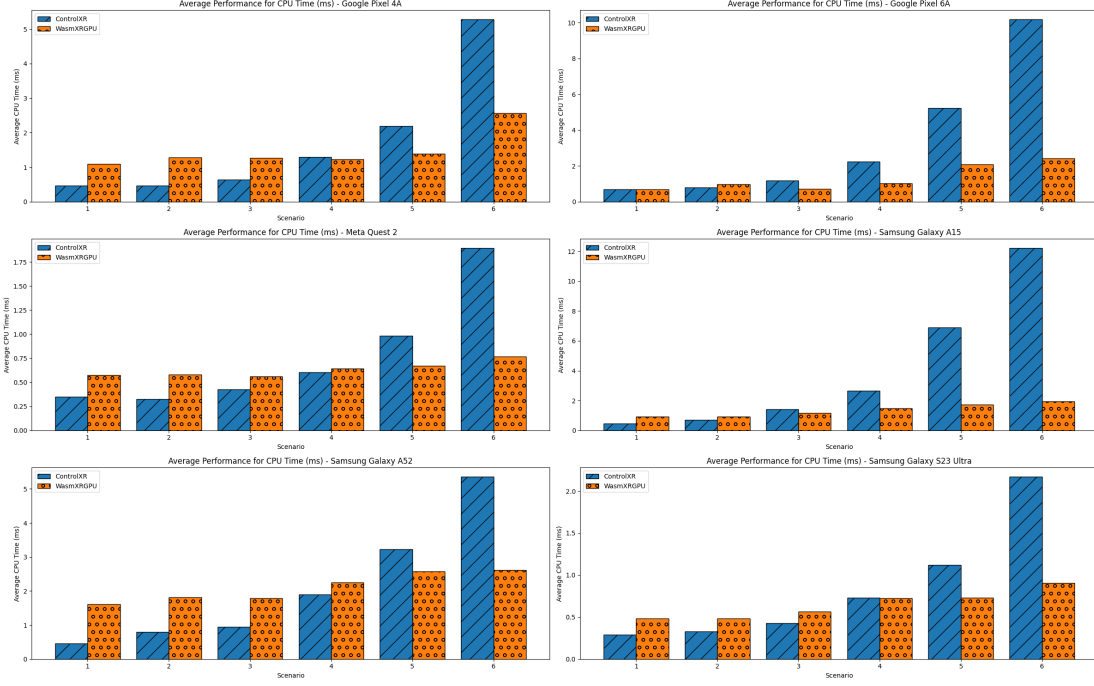 Average Performance for CPU Time (ms) - Google Pixel 4A
ControlXR
WasmXRGPU
Average CPU Time (ms)
5
4
3
2
1
0
1 2 3 4 5 6
Scenario
Average Performance for CPU Time (ms) - Google Pixel 6A
ControlXR
WasmXRGPU
Average CPU Time (ms)
10
8
6
4
2
0
1 2 3 4 5 6
Scenario
Average Performance for CPU Time (ms) - Meta Quest 2
ControlXR
WasmXRGPU
Average CPU Time (ms)
1.75
1.50
1.25
1.00
0.75
0.50
0.25
0.00
1 2 3 4 5 6
Scenario
Average Performance for CPU Time (ms) - Samsung Galaxy A15
ControlXR
WasmXRGPU
Average CPU Time (ms)
12
10
8
6
4
2
0
1 2 3 4 5 6
Scenario
Average Performance for CPU Time (ms) - Samsung Galaxy A52
ControlXR
WasmXRGPU
Average CPU Time (ms)
5
4
3
2
1
0
1 2 3 4 5 6
Scenario
Average Performance for CPU Time (ms) - Samsung Galaxy S23 Ultra
ControlXR
WasmXRGPU
Average CPU Time (ms)
2.0
1.5
1.0
0.5
0.0
1 2 3 4 5 6
Scenario